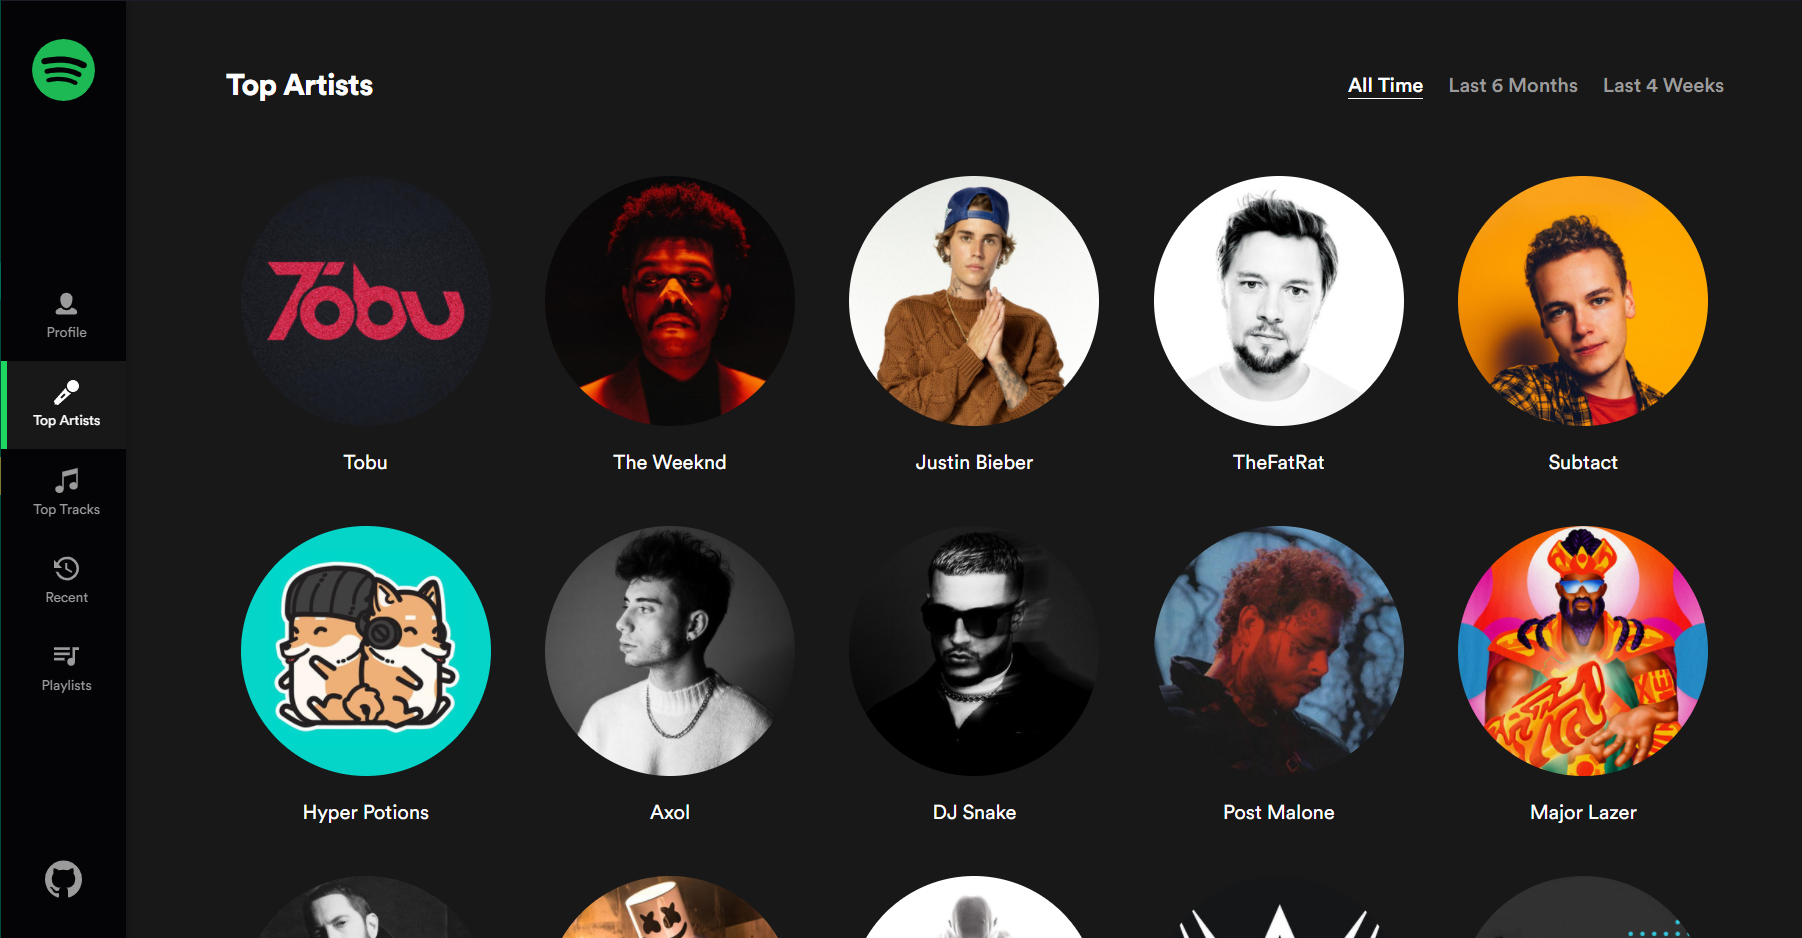 Top Artists
All Time Last 6 Months Last 4 Weeks
Tobu
Profile
Top Artists
Tobu The Weeknd Justin Bieber TheFatRat Subtact
Top Tracks
Recent
Playlists
Hyper Potions Axol DJ Snake Post Malone Major Lazer